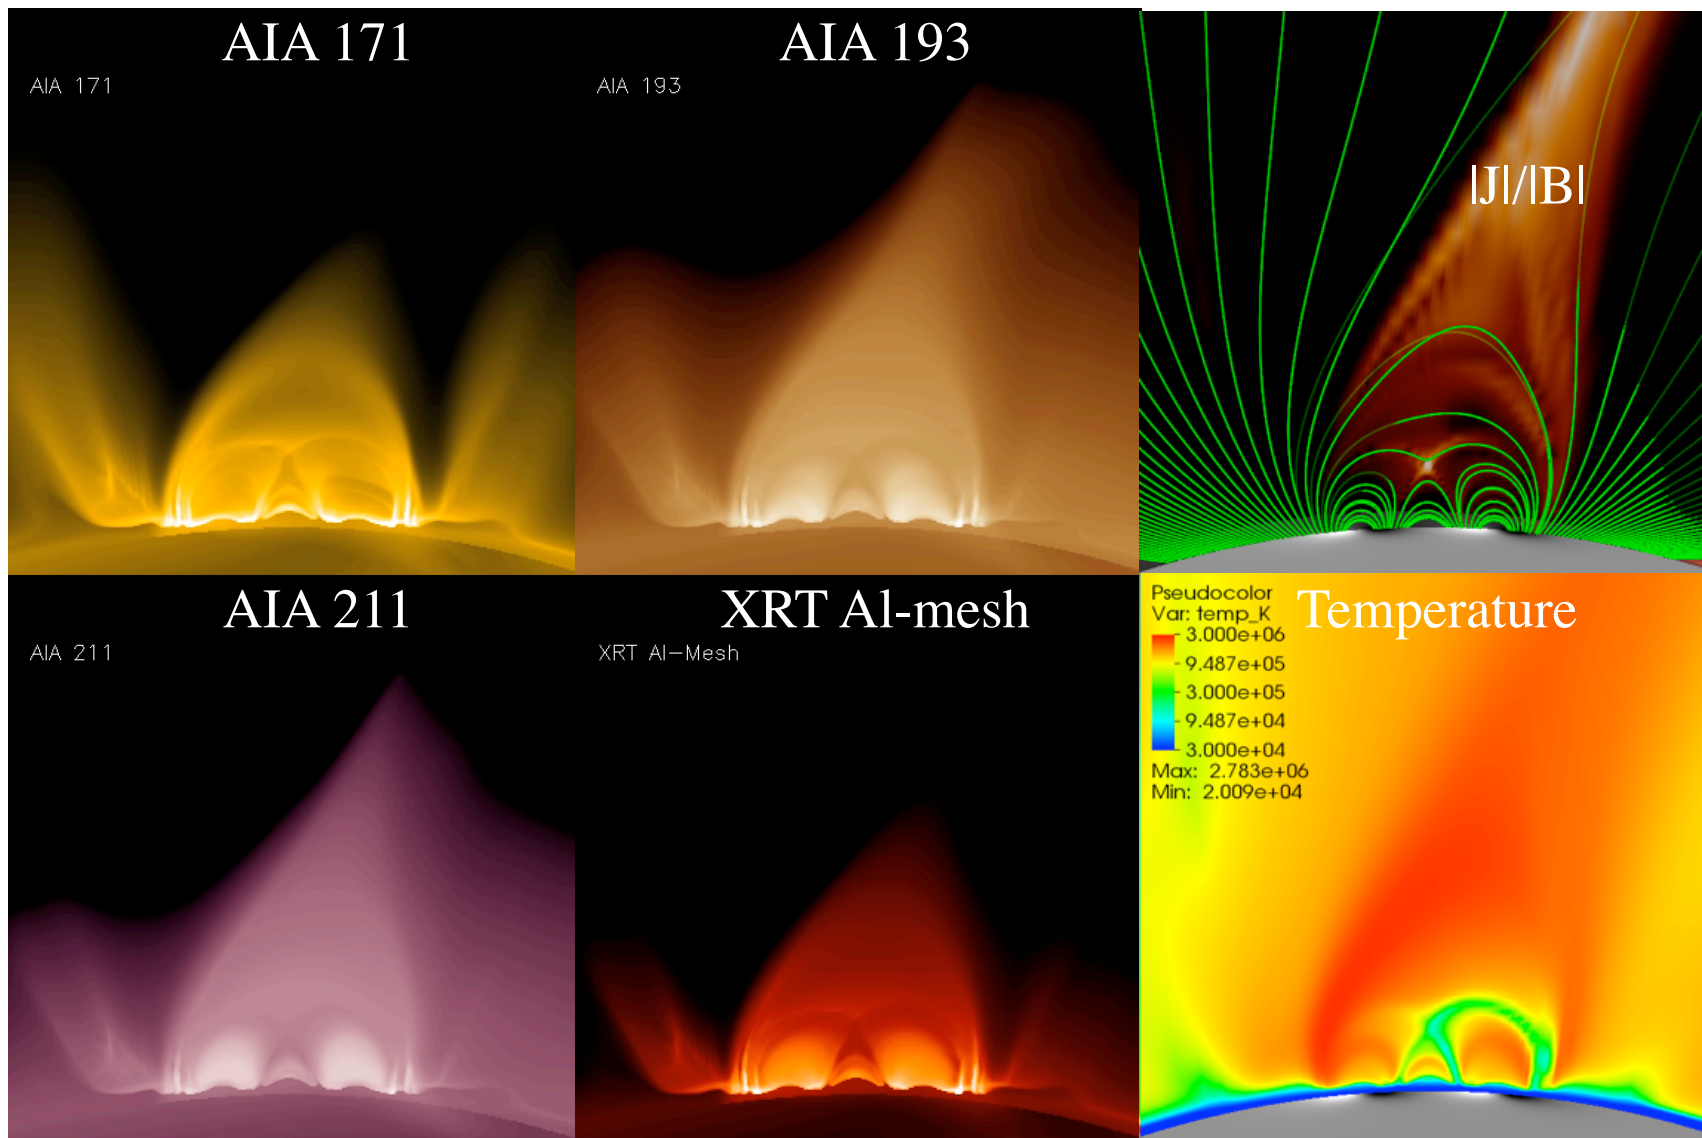 AIA 171
AIA 171
AIA 193
AIA 193
|J|/|B|
AIA 211
AIA 211
XRT Al-mesh
XRT Al-Mesh
Temperature
Pseudocolor
Var: temp_K
3.000e+06
9.487e+05
3.000e+05
9.487e+04
3.000e+04
Max: 2.783e+06
Min: 2.009e+04